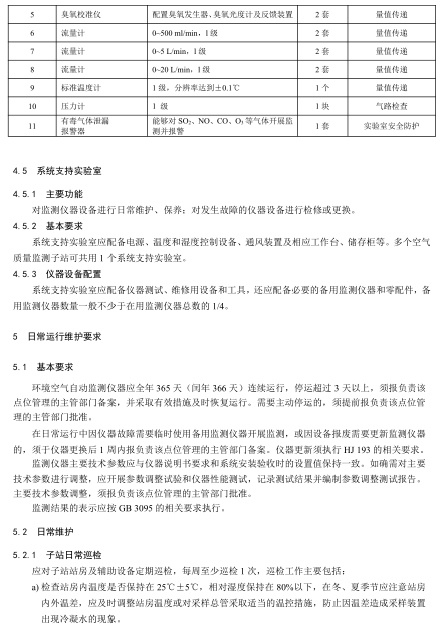 5 臭氧校准仪 配置臭氧发生器、臭氧光度计及反馈装置 2 套 量值传递
6 流量计 0~500 ml/min，1 级 2 套 量值传递
7 流量计 0~5 L/min，1 级 2 套 量值传递
8 流量计 0~20 L/min，1 级 2 套 量值传递
9 标准温度计 1 级，分辨率达到±0.1℃ 1 个 量值传递
10 压力计 1 级 1 块 气路检查
11 有毒气体泄漏报警器 能够对 SO₂、NO、CO、O₃ 等气体开展监测并报警 1 套 实验室安全防护
4.5 系统支持实验室
4.5.1 主要功能
对监测仪器设备进行日常维护、保养；对发生故障的仪器设备进行检修或更换。
4.5.2 基本要求
系统支持实验室应配备电源、温度和湿度控制设备、通风装置及相应工作台、储存柜等。多个空气
质量监测子站可共用 1 个系统支持实验室。
4.5.3 仪器设备配置
系统支持实验室应配备仪器测试、维修用设备和工具，还应配备必要的备用监测仪器和零配件，备
用监测仪器数量一般不少于在用监测仪器总数的 1/4。
5 日常运行维护要求
5.1 基本要求
环境空气自动监测仪器应全年 365 天（闰年 366 天）连续运行，停运超过 3 天以上，须报负责该
点位管理的主管部门备案，并采取有效措施及时恢复运行。需要主动停运的，须提前报负责该点位管
理的主管部门批准。
在日常运行中因仪器故障需要临时使用备用监测仪器开展监测，或因设备报废需要更新监测仪器
的，须于仪器更换后 1 周内报负责该点位管理的主管部门备案。仪器更新须执行 HJ 193 的相关要求。
监测仪器主要技术参数应与仪器说明书要求和系统安装验收时的设置值保持一致。如确需对主要
技术参数进行调整，应开展参数调整试验和仪器性能测试，记录测试结果并编制参数调整测试报告。
主要技术参数调整，须报负责该点位管理的主管部门批准。
监测结果的表示应按 GB 3095 的相关要求执行。
5.2 日常维护
5.2.1 子站日常巡检
应对子站站房及辅助设备定期巡检，每周至少巡检 1 次，巡检工作主要包括：
a) 检查站房内温度是否保持在 25℃±5℃，相对湿度保持在 80%以下，在冬、夏季节应注意站房
内外温差，应及时调整站房温度或对采样总管采取适当的温控措施，防止因温差造成采样装置
出现冷凝水的现象。